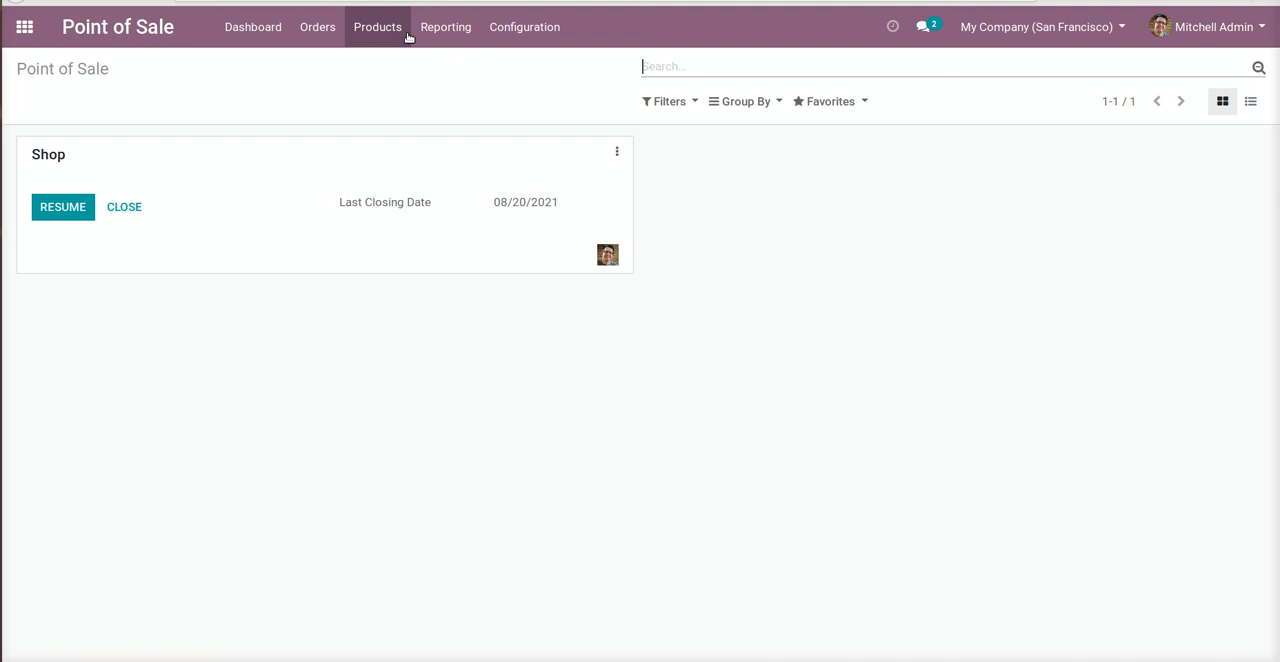 Point of Sale Dashboard Orders Products Reporting Configuration 2 My Company (San Francisco) Mitchell Admin
Point of Sale
Search...
Filters Group By Favorites 1-1 / 1
Shop
RESUME CLOSE Last Closing Date 08/20/2021